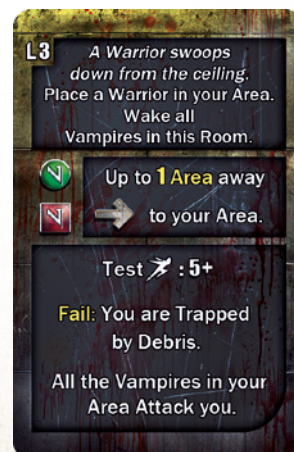 L3
A Warrior swoops
down from the ceiling.
Place a Warrior in your Area.
Wake all
Vampires in this Room.
Up to 1 Area away
to your Area.
Test : 5+
Fail: You are Trapped
by Debris.
All the Vampires in your
Area Attack you.